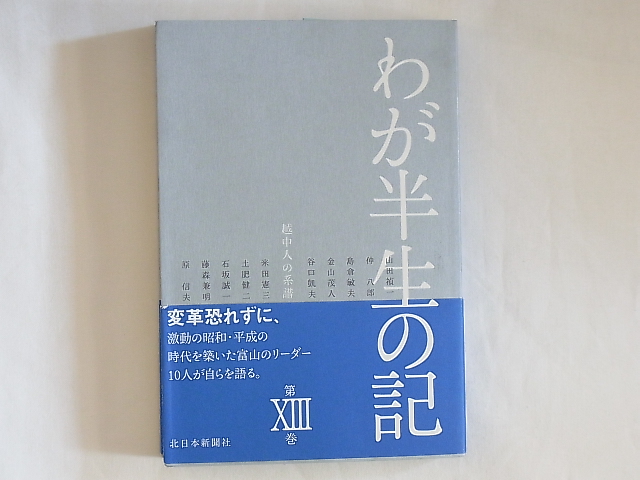 わが半生の記
越中人の系譜
山田禎一
仲八郎
島倉敏夫
金山茂人
谷口凱夫
米田憲三
土肥健二
石坂誠一
藤森兼明
原信夫
変革恐れずに、
激動の昭和・平成の
時代を築いた富山のリーダー
10人が自らを語る。
第
XIII
巻
北日本新聞社